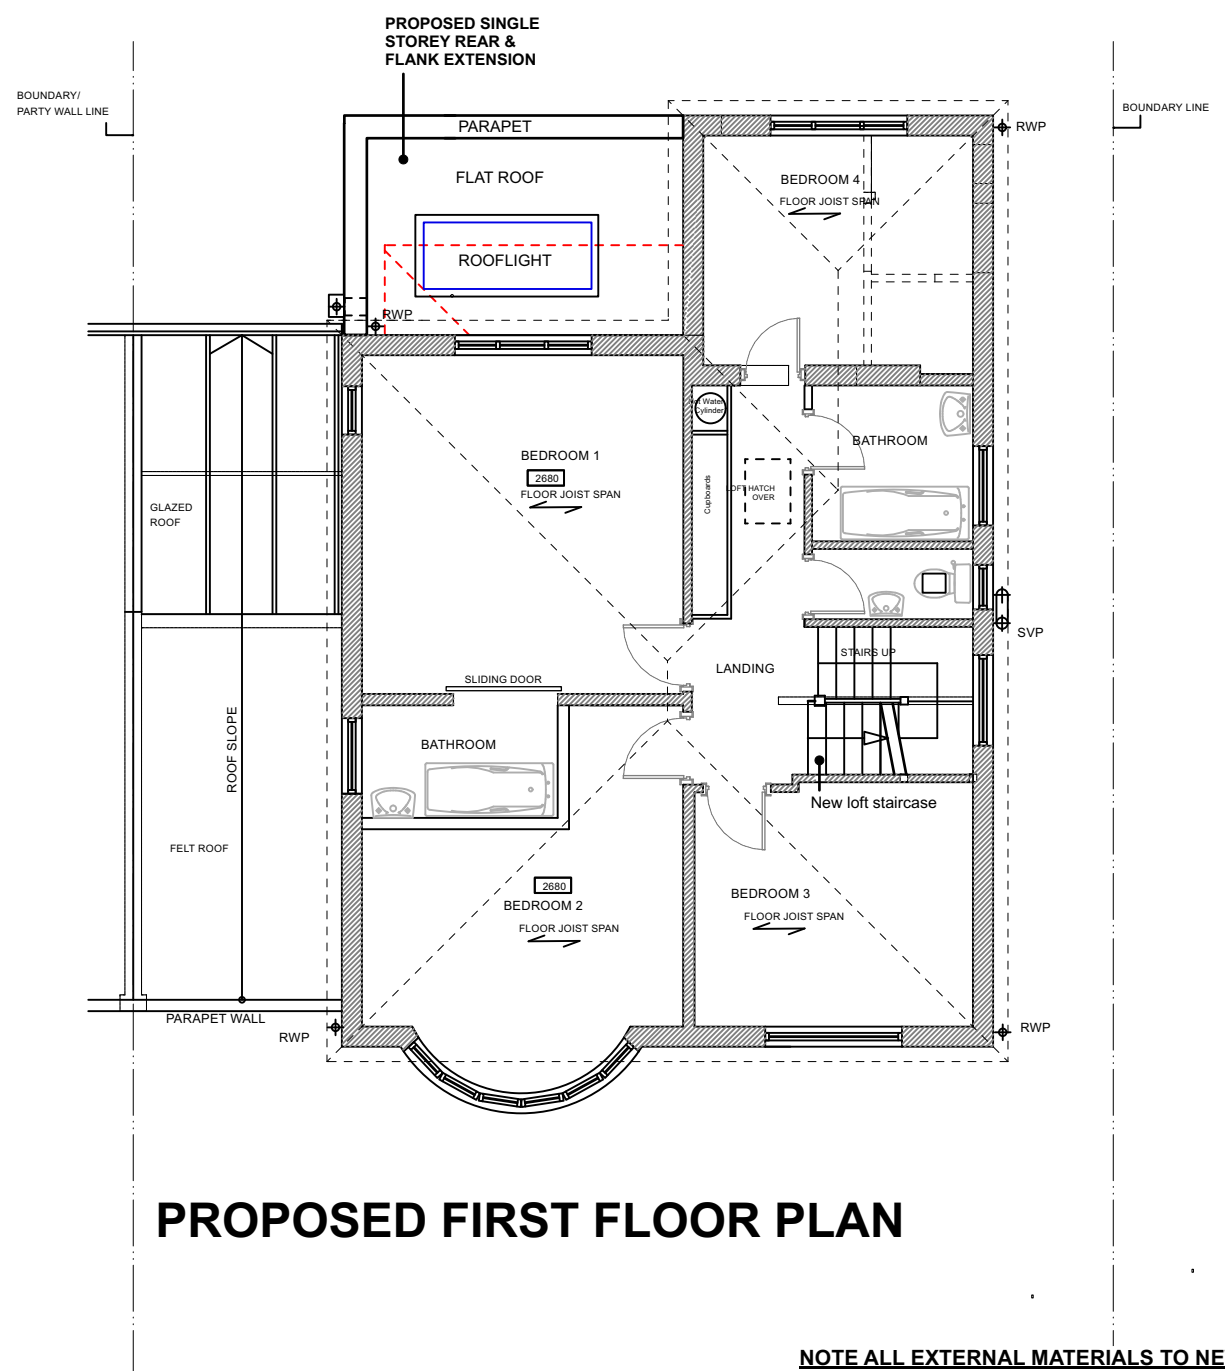 PROPOSED SINGLE
STOREY REAR &
FLANK EXTENSION
BOUNDARY/
PARTY WALL LINE
BOUNDARY LINE
PARAPET
RWP
FLAT ROOF
BEDROOM 4
FLOOR JOIST SPAN
ROOFLIGHT
RWP
Water
Cylinder
BATHROOM
BEDROOM 1
2680
FLOOR JOIST SPAN
Cupboards
LOFT HATCH
OVER
GLAZED
ROOF
SVP
STAIRS UP
LANDING
SLIDING DOOR
ROOF SLOPE
BATHROOM
New loft staircase
FELT ROOF
2680
BEDROOM 2
FLOOR JOIST SPAN
BEDROOM 3
FLOOR JOIST SPAN
PARAPET WALL
RWP
RWP
PROPOSED FIRST FLOOR PLAN
NOTE ALL EXTERNAL MATERIALS TO NE